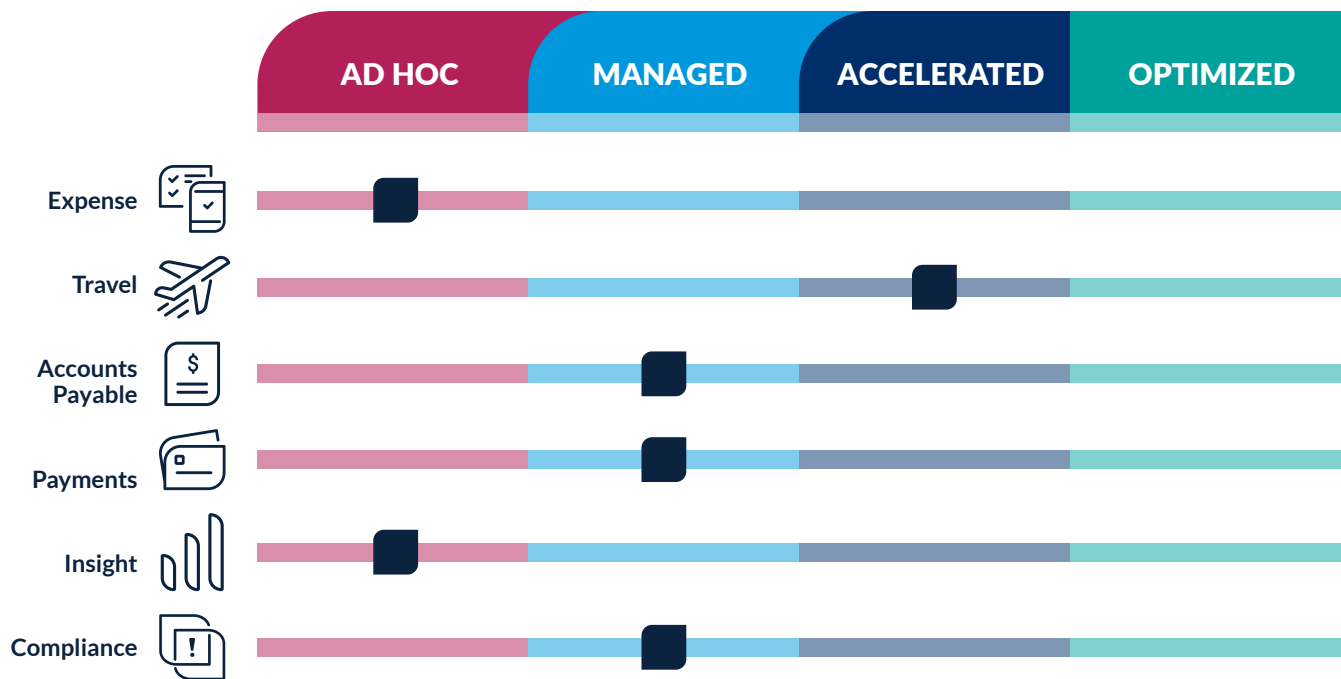 AD HOC MANAGED ACCELERATED OPTIMIZED
Expense
Travel
Accounts
Payable
$
Payments
Insight
Compliance
!